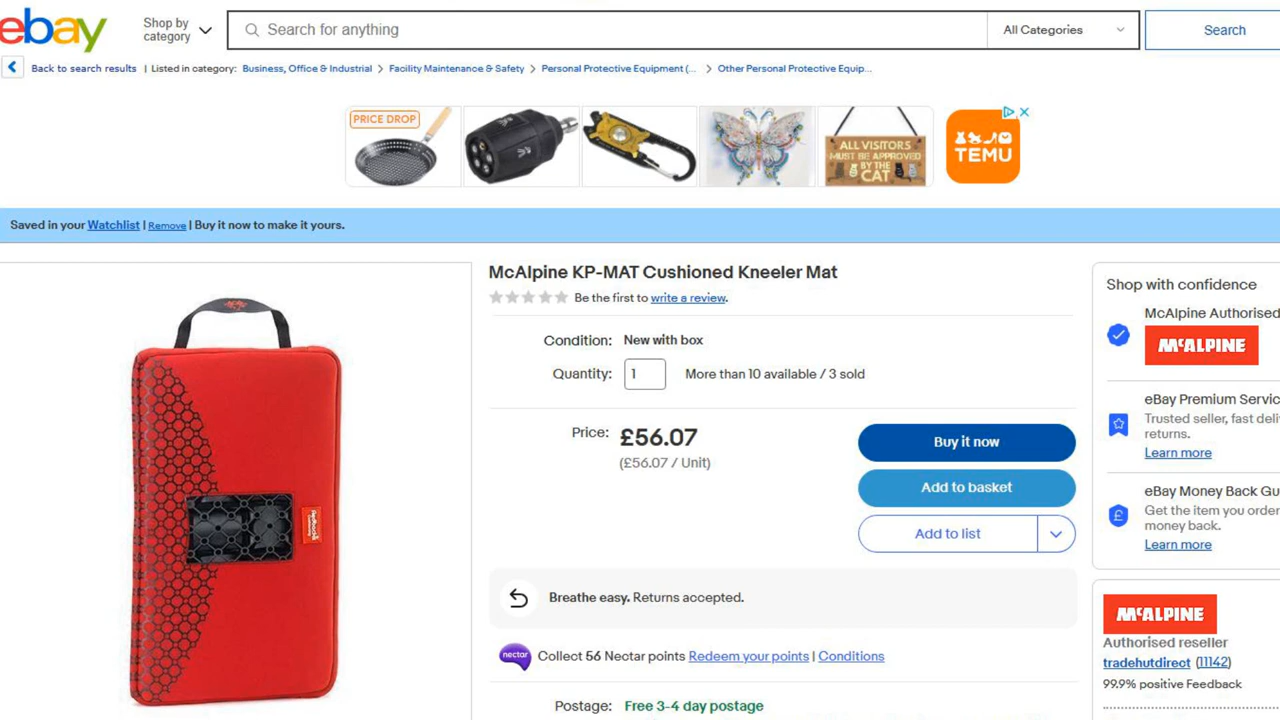 ebay
Shop by
category
Search for anything
All Categories
Search
Back to search results | Listed in category: Business, Office & Industrial > Facility Maintenance & Safety > Personal Protective Equipment (... > Other Personal Protective Equip...
PRICE DROP
ALL VISITORS
MUST BE APPROVED
BY THE
CAT
TEMU
Saved in your Watchlist | Remove | Buy it now to make it yours.
McAlpine KP-MAT Cushioned Kneeler Mat
Be the first to write a review.
Condition: New with box
Quantity: 1 More than 10 available / 3 sold
Price: £56.07
(£56.07 / Unit)
Buy it now
Add to basket
Add to list
Breathe easy. Returns accepted.
nectar Collect 56 Nectar points Redeem your points | Conditions
Postage: Free 3-4 day postage
Shop with confidence
McAlpine Authorised
McALPINE
eBay Premium Servic
Trusted seller, fast deli
returns.
Learn more
eBay Money Back Gu
Get the item you order
money back.
Learn more
McALPINE
Authorised reseller
tradehutdirect (11142)
99.9% positive Feedback